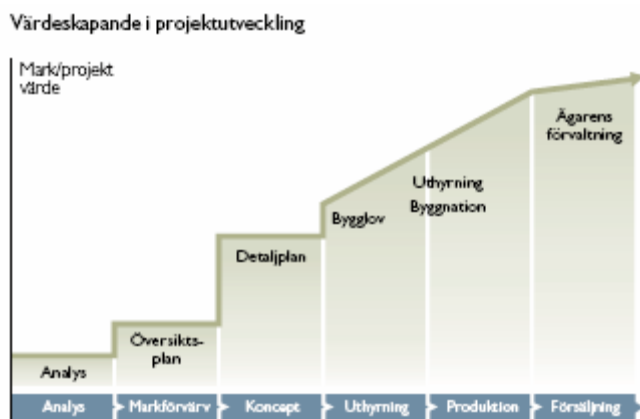 Värdeskapande i projektutveckling
Mark/projekt
värde
Ägarens
förvaltning
Uthyrning
Byggnation
Bygglov
Detaljplan
Översikts-
plan
Analys
Analys Markförvärv Koncept Uthyrning Produktion Försäljning